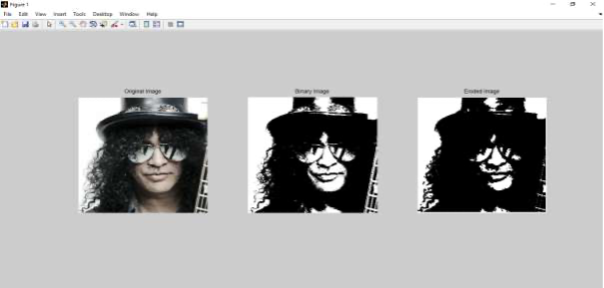 Figure 1
File Edit View Insert Tools Desktop Window Help
Original Image Binary Image Eroded Image